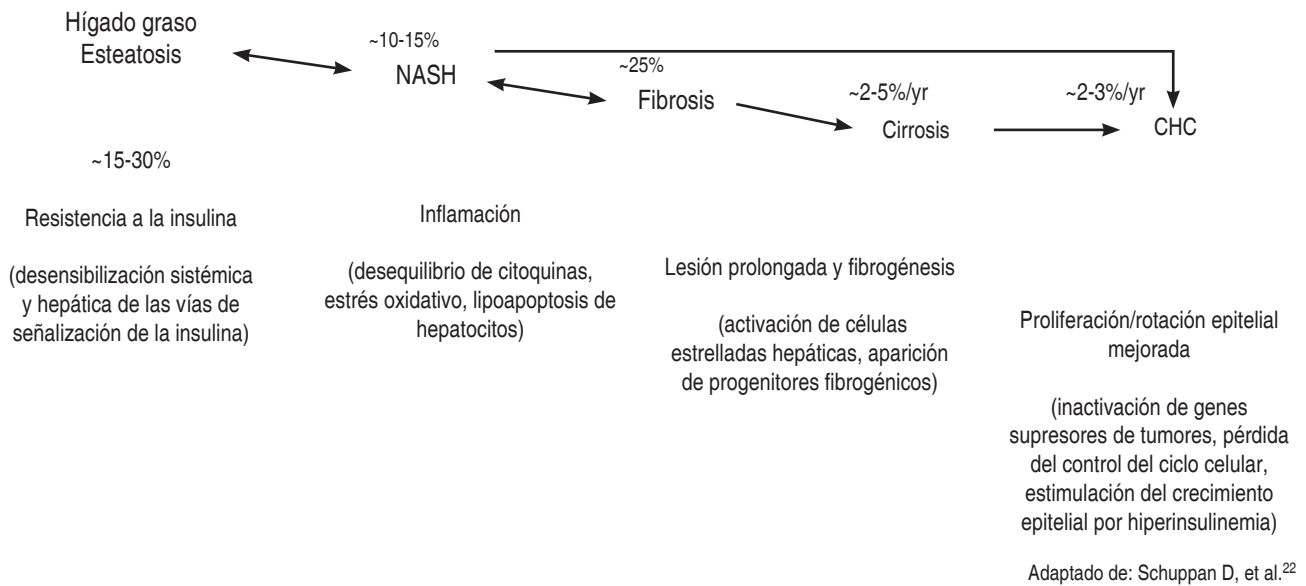 Hígado graso
Esteatosis
~10-15%
NASH
~25%
Fibrosis
~2-5%/yr
Cirrosis
~2-3%/yr
CHC
~15-30%
Resistencia a la insulina
(desensibilización sistémica
y hepática de las vías de
señalización de la insulina)
Inflamación
(desequilibrio de citoquinas,
estrés oxidativo, lipoapoptosis de
hepatocitos)
Lesión prolongada y fibrogénesis
(activación de células
estrelladas hepáticas, aparición
de progenitores fibrogénicos)
Proliferación/rotación epitelial
mejorada
(inactivación de genes
supresores de tumores, pérdida
del control del ciclo celular,
estimulación del crecimiento
epitelial por hiperinsulinemia)
Adaptado de: Schuppan D, et al.22